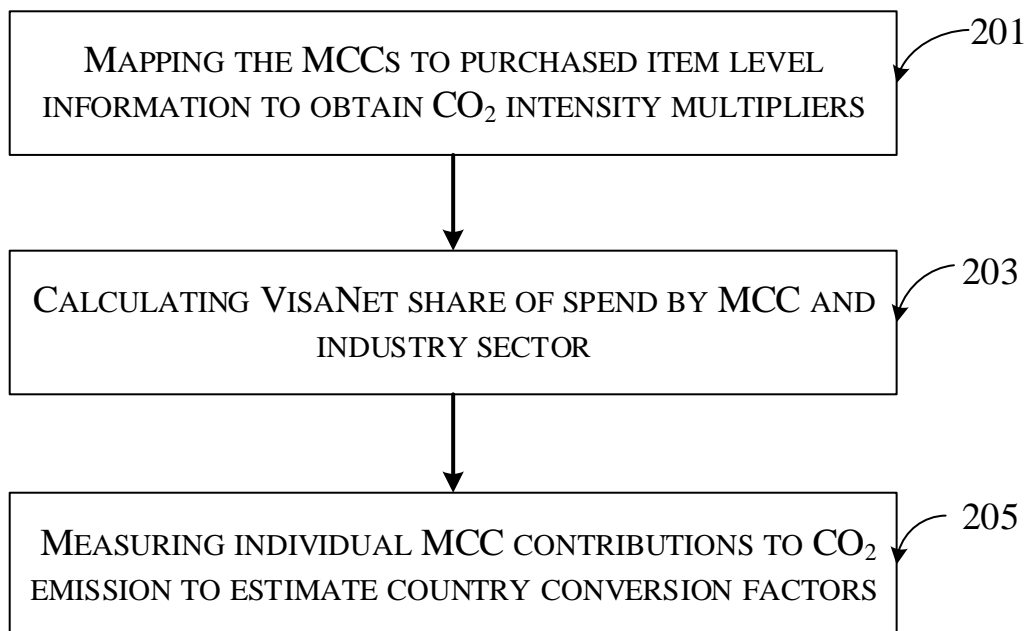 MAPPING THE MCCS TO PURCHASED ITEM LEVEL
INFORMATION TO OBTAIN CO₂ INTENSITY MULTIPLIERS
201
CALCULATING VISANET SHARE OF SPEND BY MCC AND
INDUSTRY SECTOR
203
MEASURING INDIVIDUAL MCC CONTRIBUTIONS TO CO₂
EMISSION TO ESTIMATE COUNTRY CONVERSION FACTORS
205